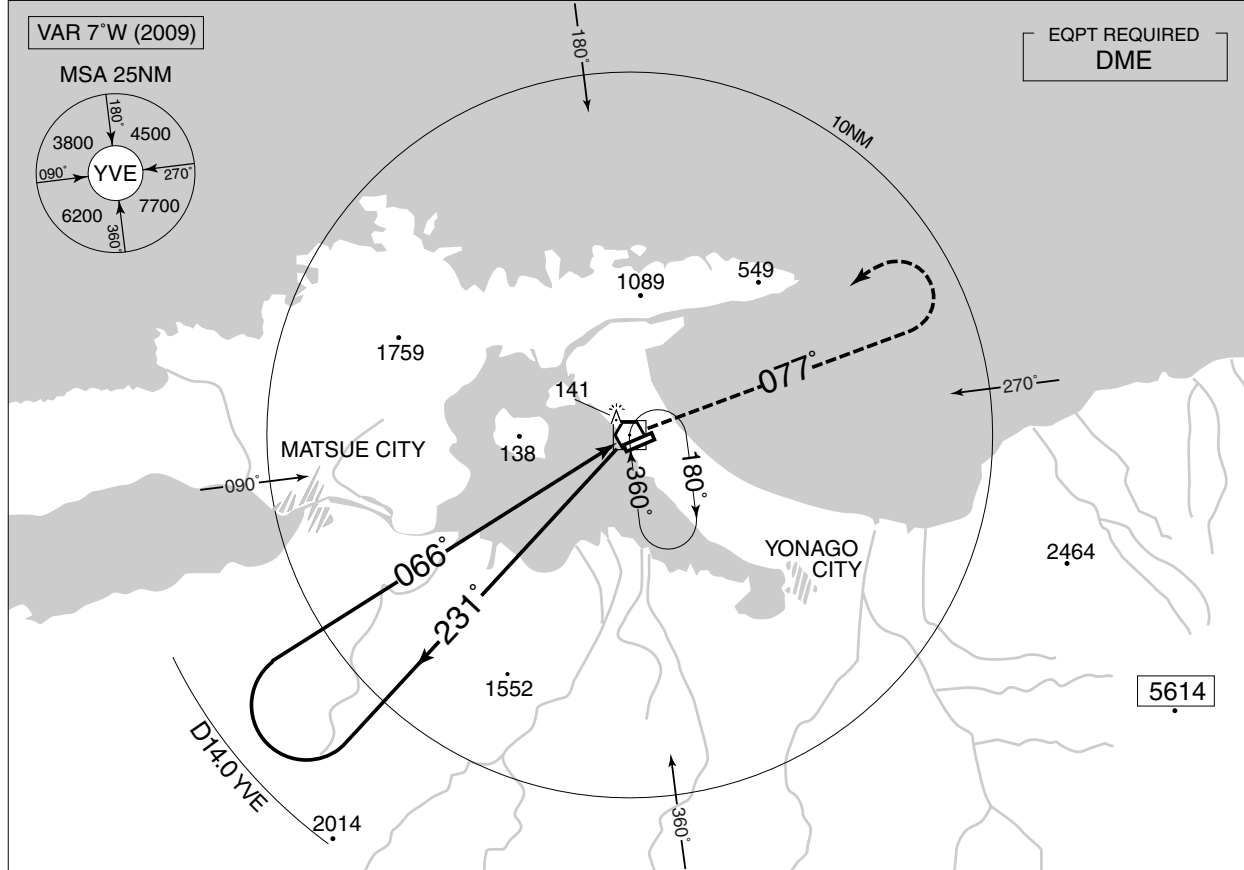 VAR 7°W (2009)
MSA 25NM
180°
3800
4500
090°
YVE
270°
6200
7700
360°
180°
EQPT REQUIRED
DME
10NM
1089
549
1759
077°
141
270°
MATSUE CITY
138
090°
180°
360°
066°
YONAGO
CITY
2464
231°
1552
5614
D14.0 YVE
2014
360°